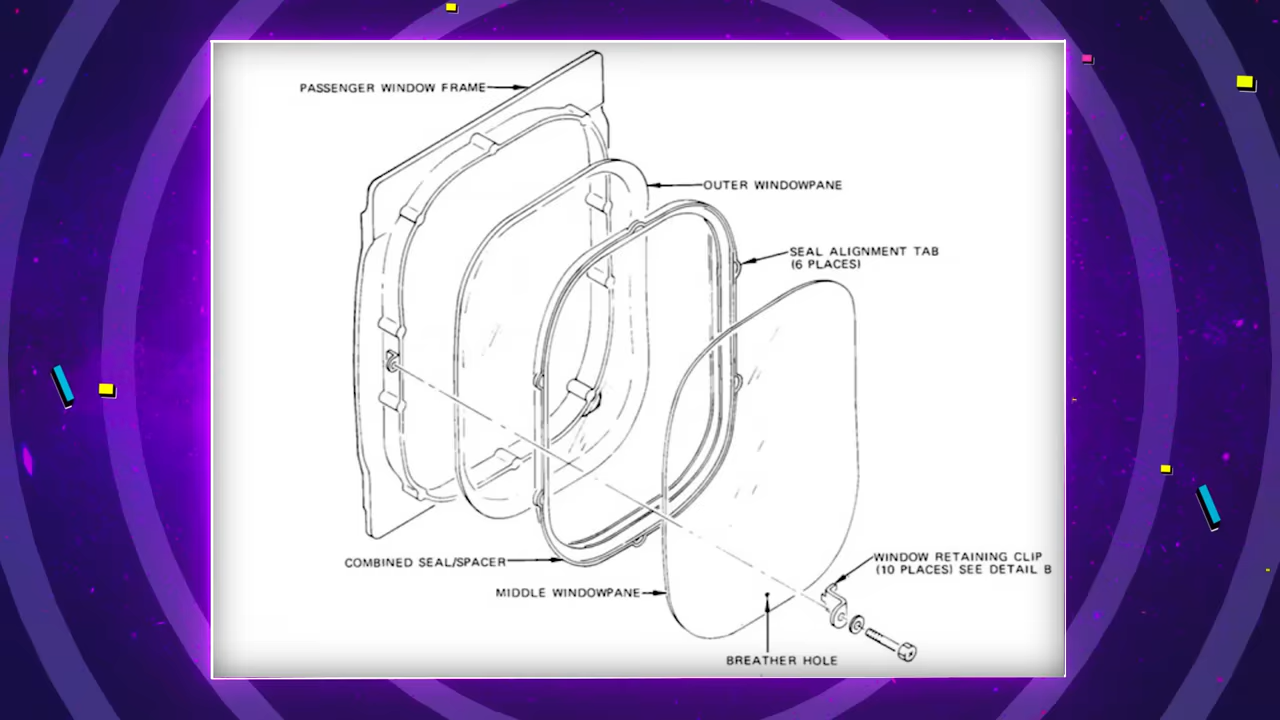 PASSENGER WINDOW FRAME
OUTER WINDOWPANE
SEAL ALIGNMENT TAB
(6 PLACES)
COMBINED SEAL/SPACER
WINDOW RETAINING CLIP
(10 PLACES) SEE DETAIL B
MIDDLE WINDOWPANE
BREATHER HOLE